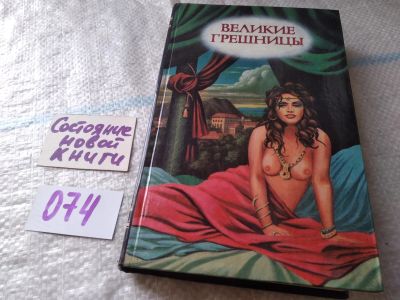 ВЕЛИКИЕ
ГРЕШНИЦЫ
Состояние
новой
книги
074